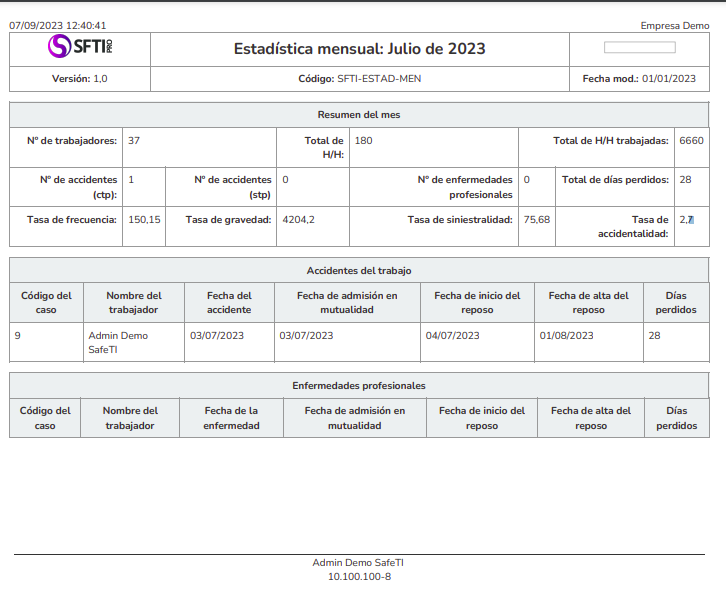 07/09/2023 12:40:41 Empresa Demo
SFTI PRO Estadística mensual: Julio de 2023
Versión: 1,0 Código: SFTI-ESTAD-MEN Fecha mod.: 01/01/2023
Resumen del mes
Nº de trabajadores: 37 Total de H/H: 180 Total de H/H trabajadas: 6660
Nº de accidentes (ctp): 1 Nº de accidentes (stp) 0 Nº de enfermedades profesionales 0 Total de días perdidos: 28
Tasa de frecuencia: 150,15 Tasa de gravedad: 4204,2 Tasa de siniestralidad: 75,68 Tasa de accidentalidad: 2,7
Accidentes del trabajo
Código del caso Nombre del trabajador Fecha del accidente Fecha de admisión en mutualidad Fecha de inicio del reposo Fecha de alta del reposo Días perdidos
9 Admin Demo SafeTI 03/07/2023 03/07/2023 04/07/2023 01/08/2023 28
Enfermedades profesionales
Código del caso Nombre del trabajador Fecha de la enfermedad Fecha de admisión en mutualidad Fecha de inicio del reposo Fecha de alta del reposo Días perdidos
Admin Demo SafeTI
10.100.100-8